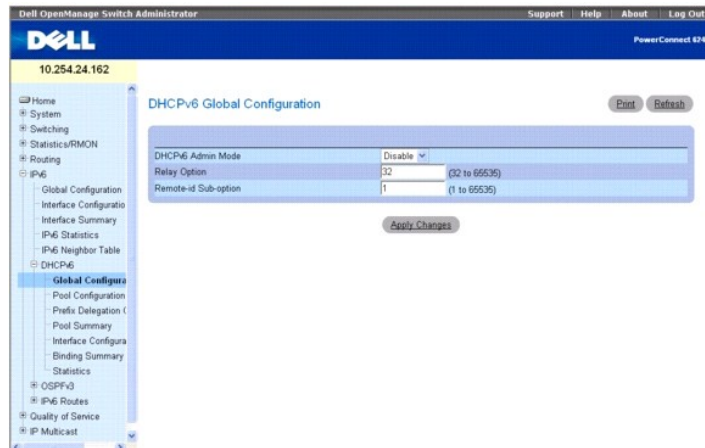 Dell OpenManage Switch Administrator
Support Help About Log Out
DELL
PowerConnect 624
10.254.24.162
Home
System
Switching
Statistics/RMON
Routing
IPv6
Global Configuration
Interface Configuratio
Interface Summary
IPv6 Statistics
IPv6 Neighbor Table
DHCPv6
Global Configura
Pool Configuration
Prefix Delegation C
Pool Summary
Interface Configura
Binding Summary
Statistics
OSPFv3
IPv6 Routes
Quality of Service
IP Multicast
DHCPv6 Global Configuration
Print Refresh
DHCPv6 Admin Mode Disable
Relay Option 32 (32 to 65535)
Remote-id Sub-option 1 (1 to 65535)
Apply Changes